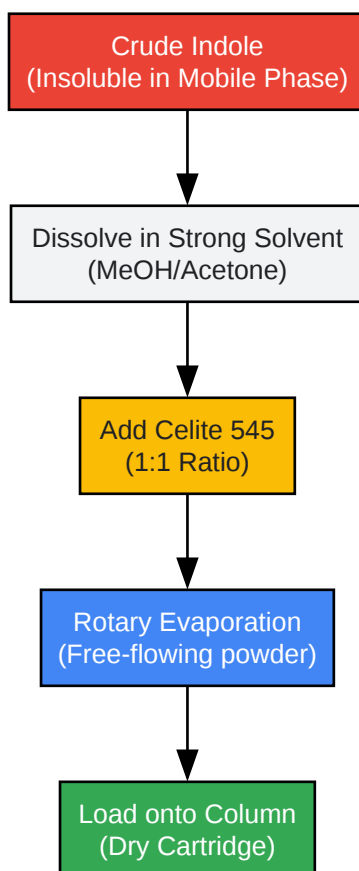 Crude Indole
(Insoluble in Mobile Phase)
Dissolve in Strong Solvent
(MeOH/Acetone)
Add Celite 545
(1:1 Ratio)
Rotary Evaporation
(Free-flowing powder)
Load onto Column
(Dry Cartridge)